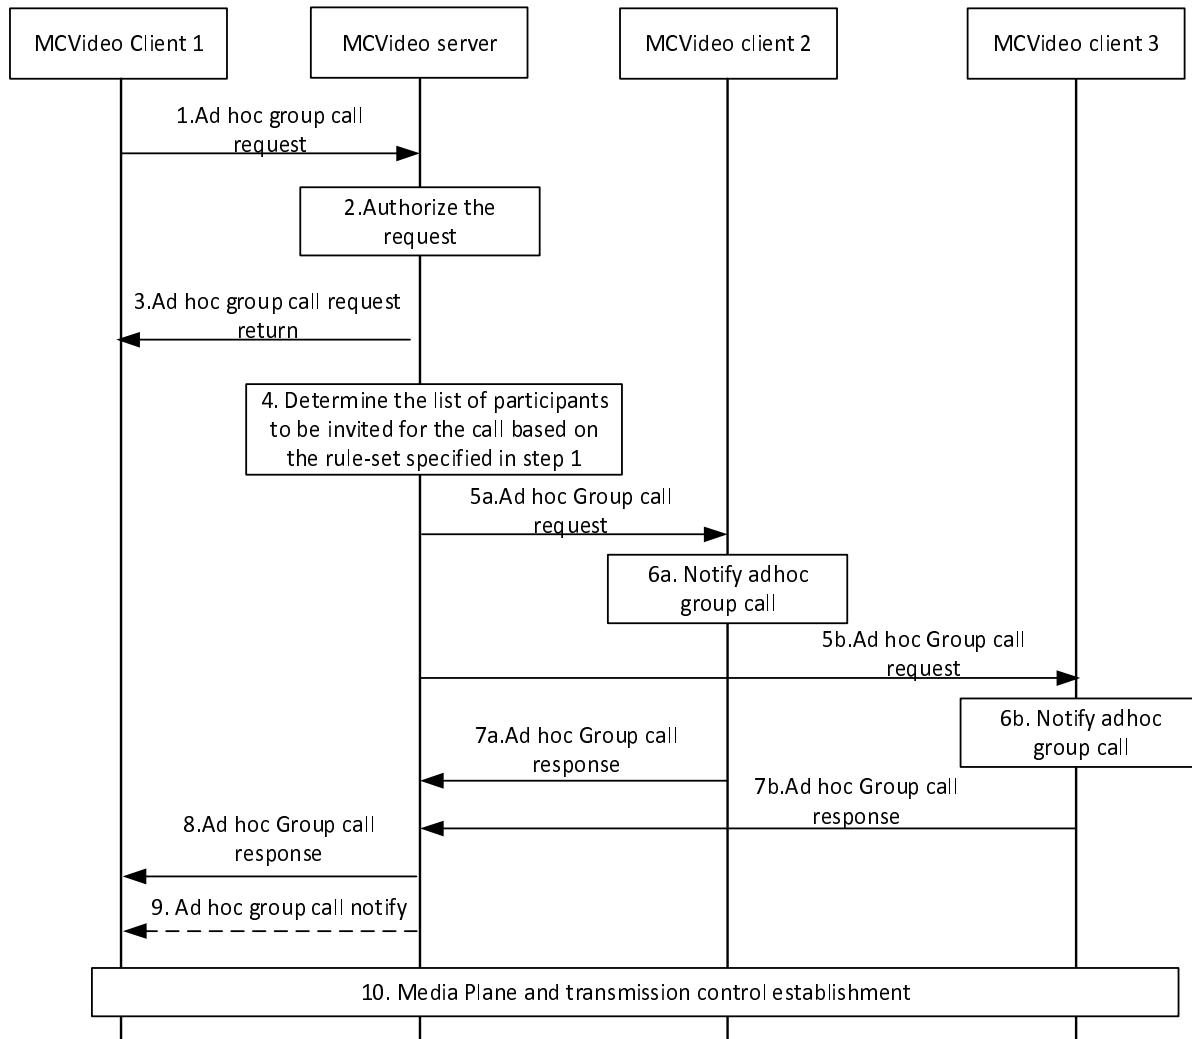 MCVideo Client 1
MCVideo server
MCVideo client 2
MCVideo client 3
1.Ad hoc group call
request
2.Authorize the
request
3.Ad hoc group call request
return
4. Determine the list of participants
to be invited for the call based on
the rule-set specified in step 1
5a.Ad hoc Group call
request
6a. Notify adhoc
group call
5b.Ad hoc Group call
request
6b. Notify adhoc
group call
7a.Ad hoc Group call
response
7b.Ad hoc Group call
response
8.Ad hoc Group call
response
9. Ad hoc group call notify
10. Media Plane and transmission control establishment